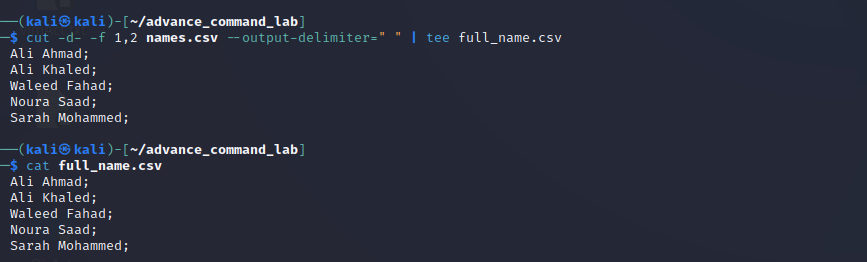 ──(kali㉿kali)-[~/advance_command_lab]
─$ cut -d- -f 1,2 names.csv --output-delimiter=" " | tee full_name.csv
Ali Ahmad;
Ali Khaled;
Waleed Fahad;
Noura Saad;
Sarah Mohammed;
──(kali㉿kali)-[~/advance_command_lab]
─$ cat full_name.csv
Ali Ahmad;
Ali Khaled;
Waleed Fahad;
Noura Saad;
Sarah Mohammed;